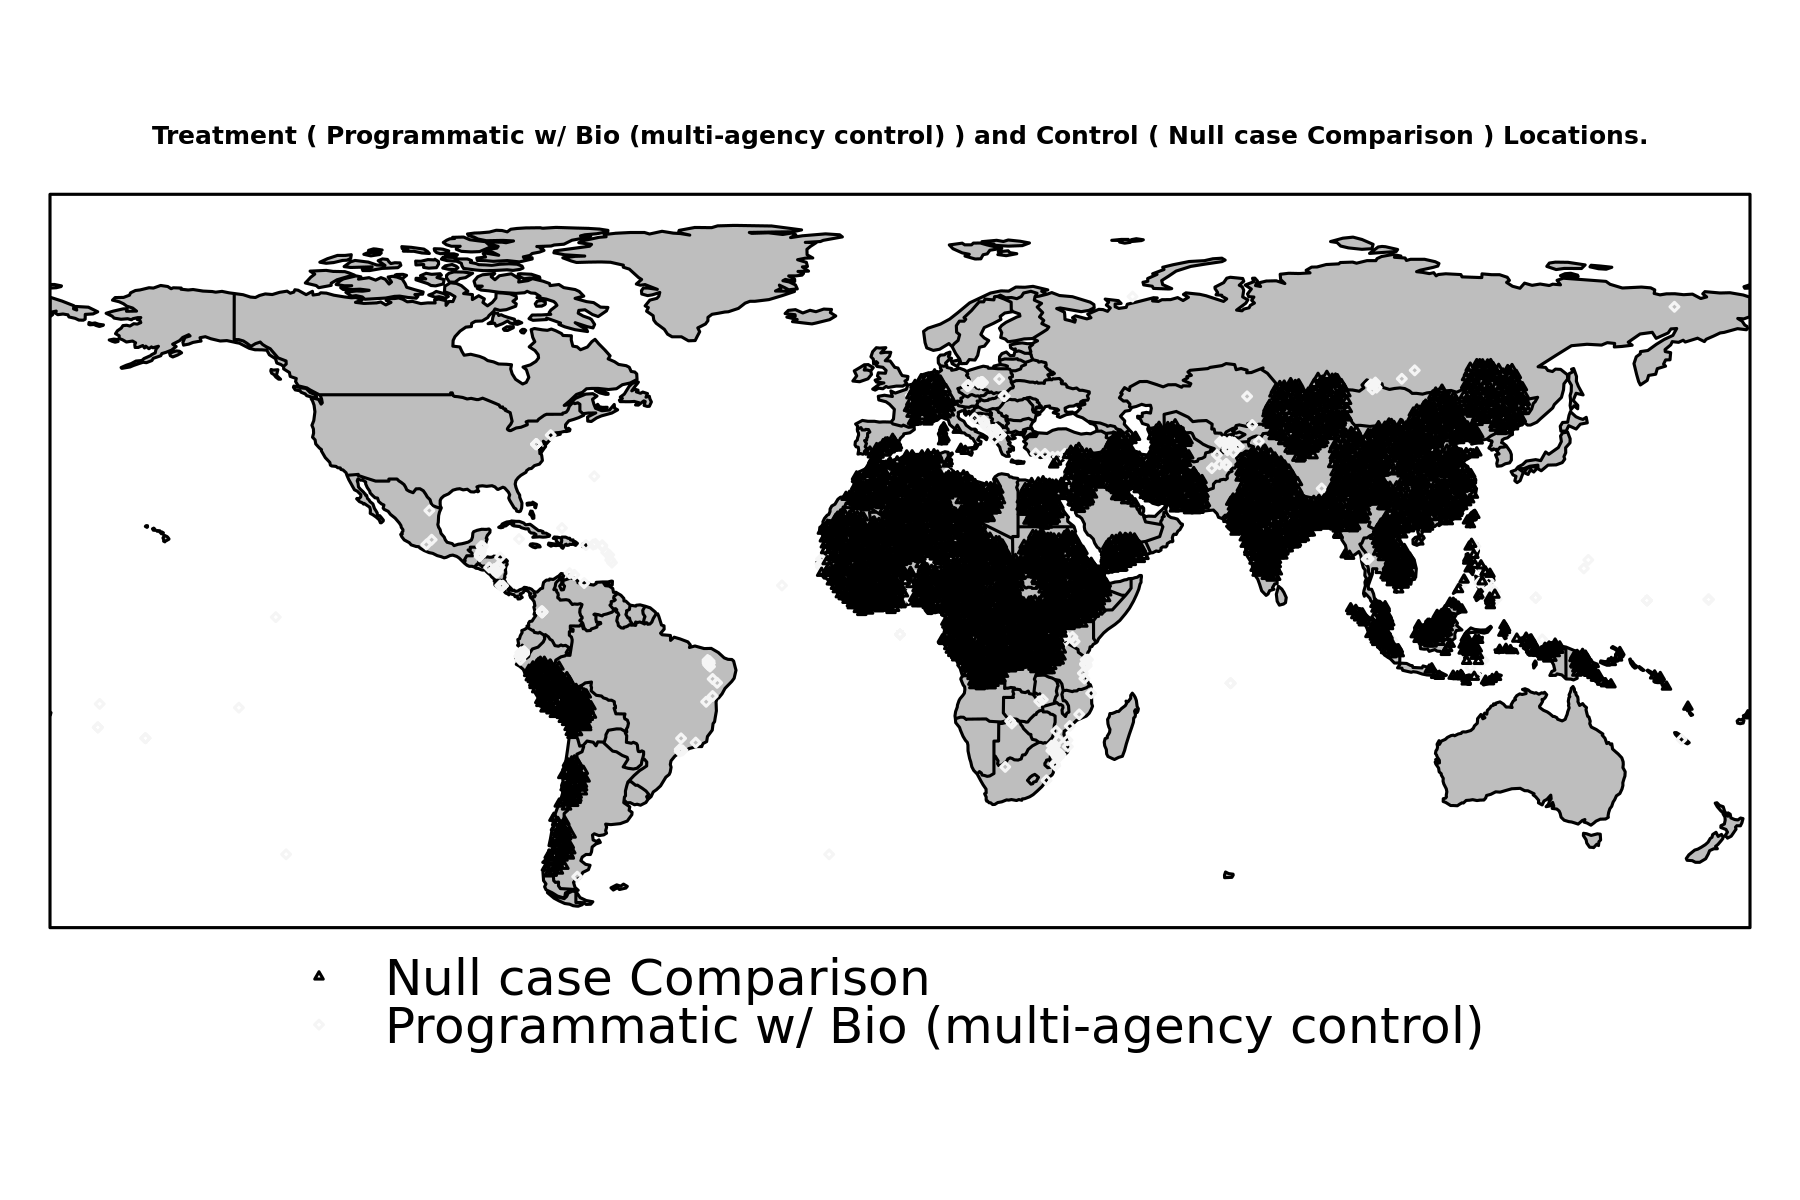 Treatment ( Programmatic w/ Bio (multi-agency control) ) and Control ( Null case Comparison ) Locations.
Null case Comparison
Programmatic w/ Bio (multi-agency control)